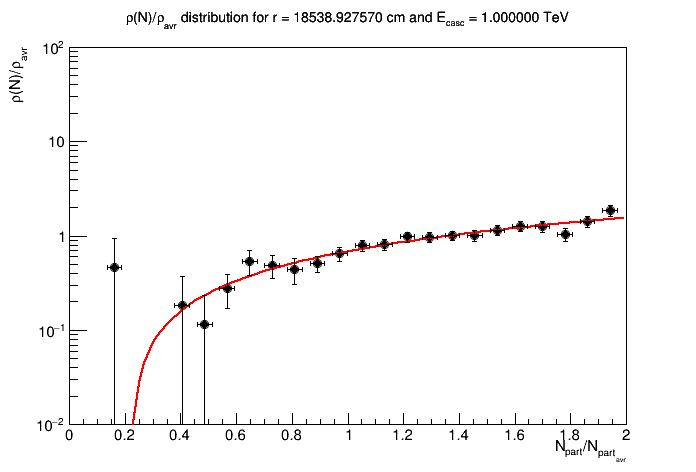 ρ(N)/ρavr distribution for r = 18538.927570 cm and Ecasc = 1.000000 TeV
ρ(N)/ρavr
10²
10
1
10⁻¹
10⁻²
0 0.2 0.4 0.6 0.8 1 1.2 1.4 1.6 1.8 2
Npart/Npartavr